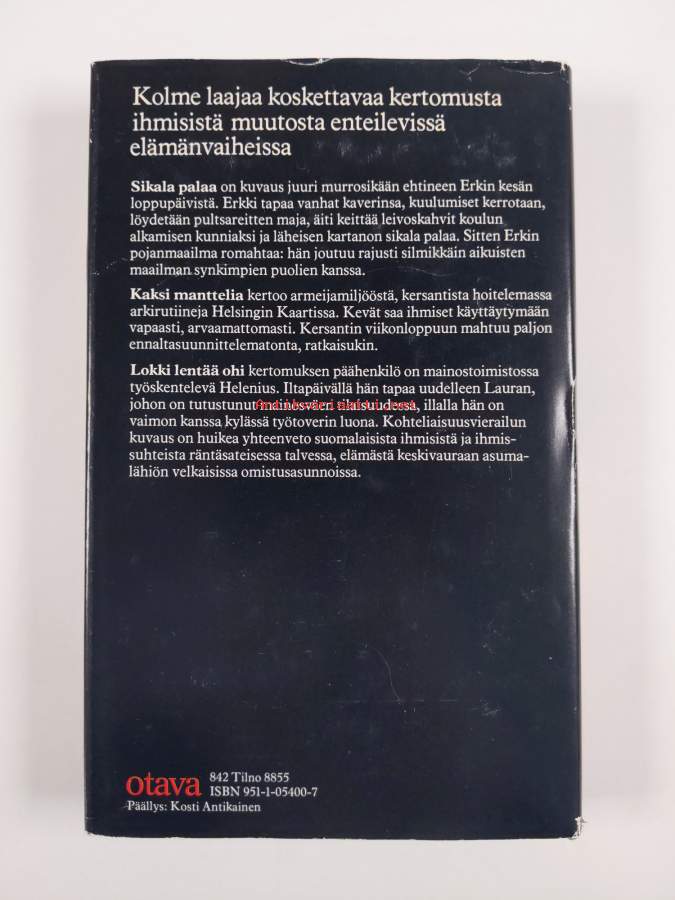 Kolme laajaa koskettavaa kertomusta
ihmisistä muutosta enteilevissä
elämänvaiheissa
Sikala palaa on kuvaus juuri murrosikään ehtineen Erkin kesän
loppupäivistä. Erkki tapaa vanhat kaverinsa, kuulumiset kerrotaan,
löydetään pultsareitten maja, äiti keittää leivoskahvit koulun
alkamisen kunniaksi ja läheisen kartanon sikala palaa. Sitten Erkin
pojanmaailma romahtaa: hän joutuu rajusti silmikkäin aikuisten
maailman synkimpien puolien kanssa.
Kaksi manttelia kertoo armeijamiljööstä, kersantista hoitelemassa
arkirutiineja Helsingin Kaartissa. Kevät saa ihmiset käyttäytymään
vapaasti, arvaamattomasti. Kersantin viikonloppuun mahtuu paljon
ennaltasuunnittelematonta, ratkaisukin.
Lokki lentää ohi kertomuksen päähenkilö on mainostoimistossa
työskentelevä Helenius. Iltapäivällä hän tapaa uudelleen Lauran,
johon on tutustunut mainosväen tilaisuudessa, illalla hän on
vaimon kanssa kylässä työtoverin luona. Kohteliaisuusvierailun
kuvaus on huikea yhteenveto suomalaisista ihmisistä ja ihmis-
suhteista räntäsateisessa talvessa, elämästä keskivauraan asuma-
lähiön velkaisissa omistusasunnoissa.
otava
842 Tilno 8855
ISBN 951-1-05400-7
Päällys: Kosti Antikainen